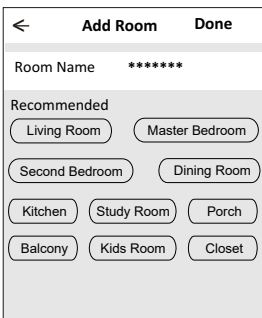 ← Add Room Done
Room Name *******
Recommended
Living Room Master Bedroom
Second Bedroom Dining Room
Kitchen Study Room Porch
Balcony Kids Room Closet